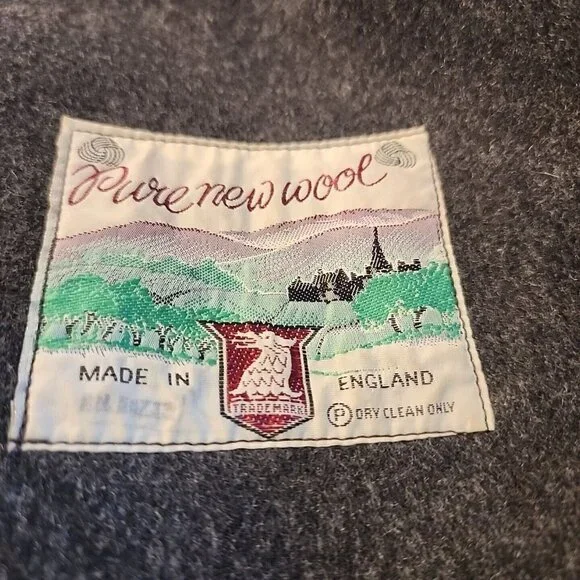 Pure new wool
MADE IN ENGLAND
TRADEMARK
P DRY CLEAN ONLY